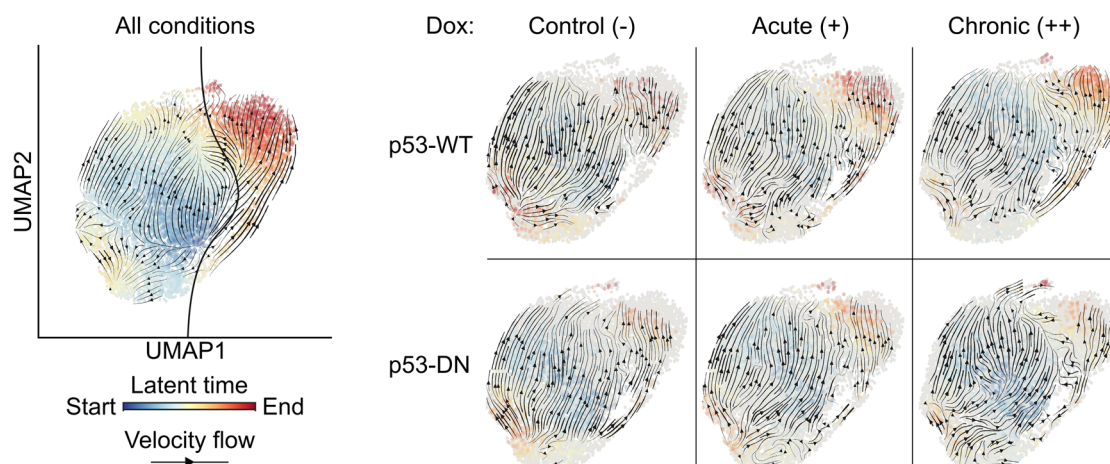 All conditions
Dox: Control (-) Acute (+) Chronic (++)
p53-WT
UMAP2
UMAP1
p53-DN
Latent time
Start End
Velocity flow